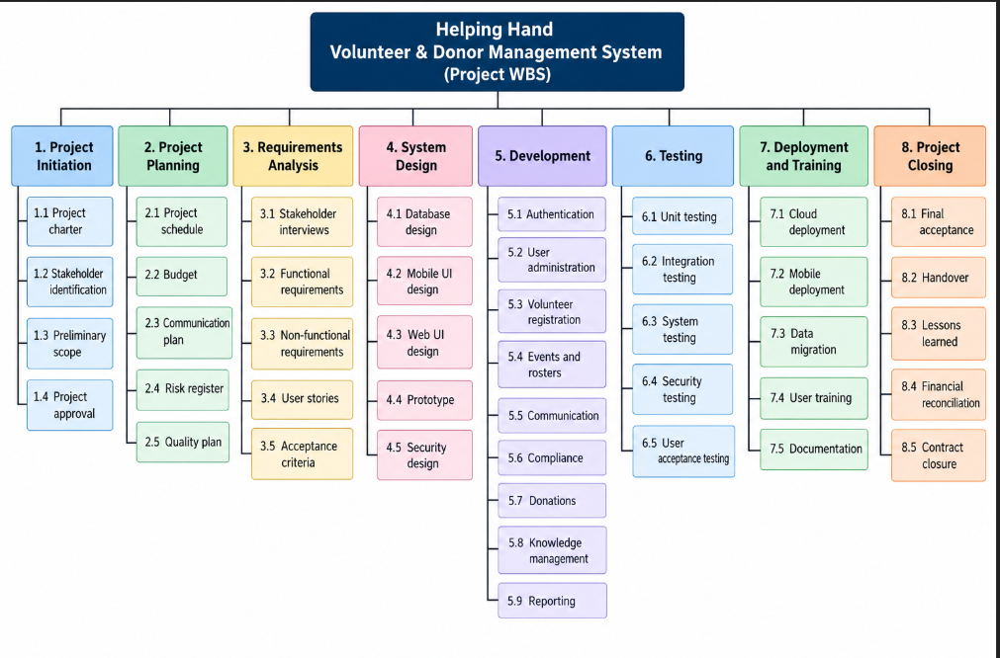 Helping Hand
Volunteer & Donor Management System
(Project WBS)
1. Project
Initiation
1.1 Project
charter
1.2 Stakeholder
identification
1.3 Preliminary
scope
1.4 Project
approval
2. Project
Planning
2.1 Project
schedule
2.2 Budget
2.3 Communication
plan
2.4 Risk register
2.5 Quality plan
3. Requirements
Analysis
3.1 Stakeholder
interviews
3.2 Functional
requirements
3.3 Non-functional
requirements
3.4 User stories
3.5 Acceptance
criteria
4. System
Design
4.1 Database
design
4.2 Mobile UI
design
4.3 Web UI
design
4.4 Prototype
4.5 Security
design
5. Development
5.1 Authentication
5.2 User
administration
5.3 Volunteer
registration
5.4 Events and
rosters
5.5 Communication
5.6 Compliance
5.7 Donations
5.8 Knowledge
management
5.9 Reporting
6. Testing
6.1 Unit testing
6.2 Integration
testing
6.3 System
testing
6.4 Security
testing
6.5 User
acceptance testing
7. Deployment
and Training
7.1 Cloud
deployment
7.2 Mobile
deployment
7.3 Data
migration
7.4 User training
7.5 Documentation
8. Project
Closing
8.1 Final
acceptance
8.2 Handover
8.3 Lessons
learned
8.4 Financial
reconciliation
8.5 Contract
closure